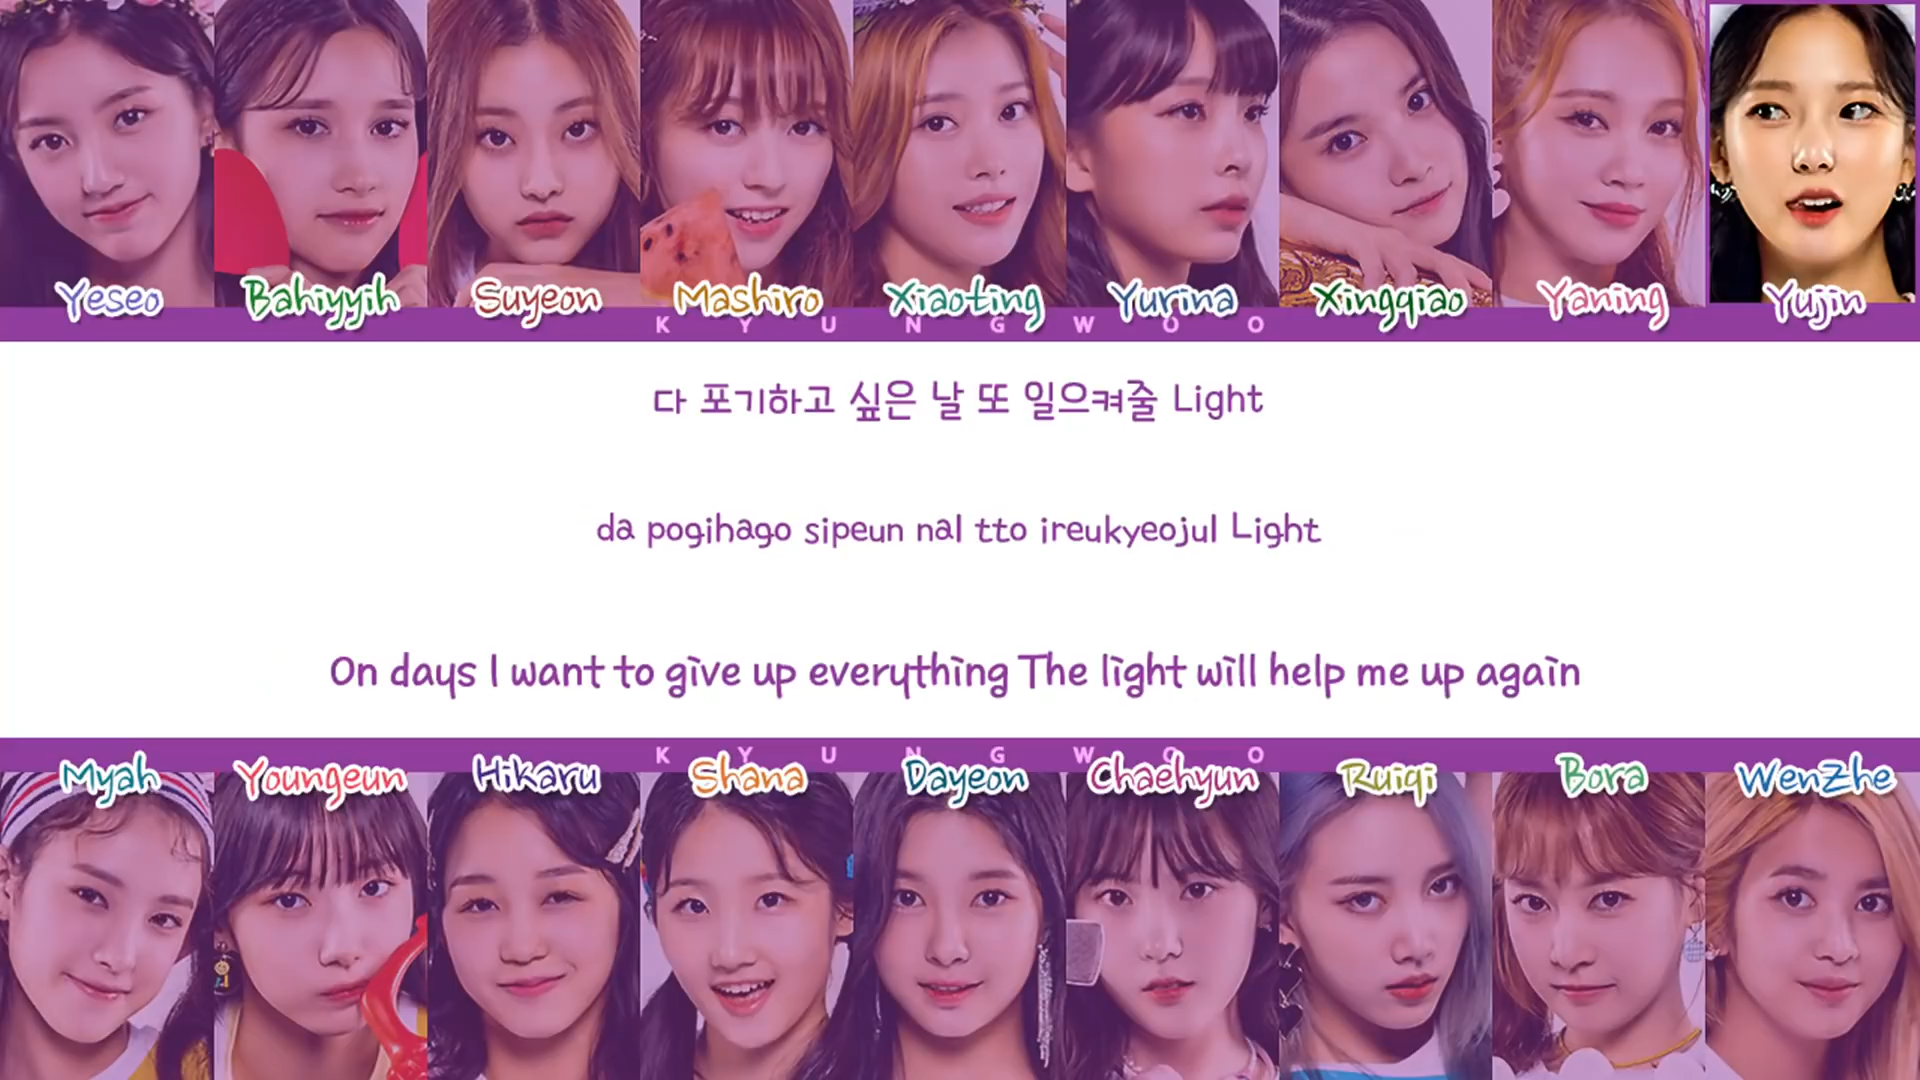 Yeseo Bahiyyih Suyeon Mashiro Xiaoting Yurina Xingqiao Yaning Yujin
KYUNGWOO
다 포기하고 싶은 날 또 일으켜줄 Light
da pogihago sipeun nal tto ireukyeojul Light
On days I want to give up everything The light will help me up again
KYUNGWOO
Myah Youngeun Hikaru Shana Dayeon Chaehyun Ruiqi Bora WenZhe